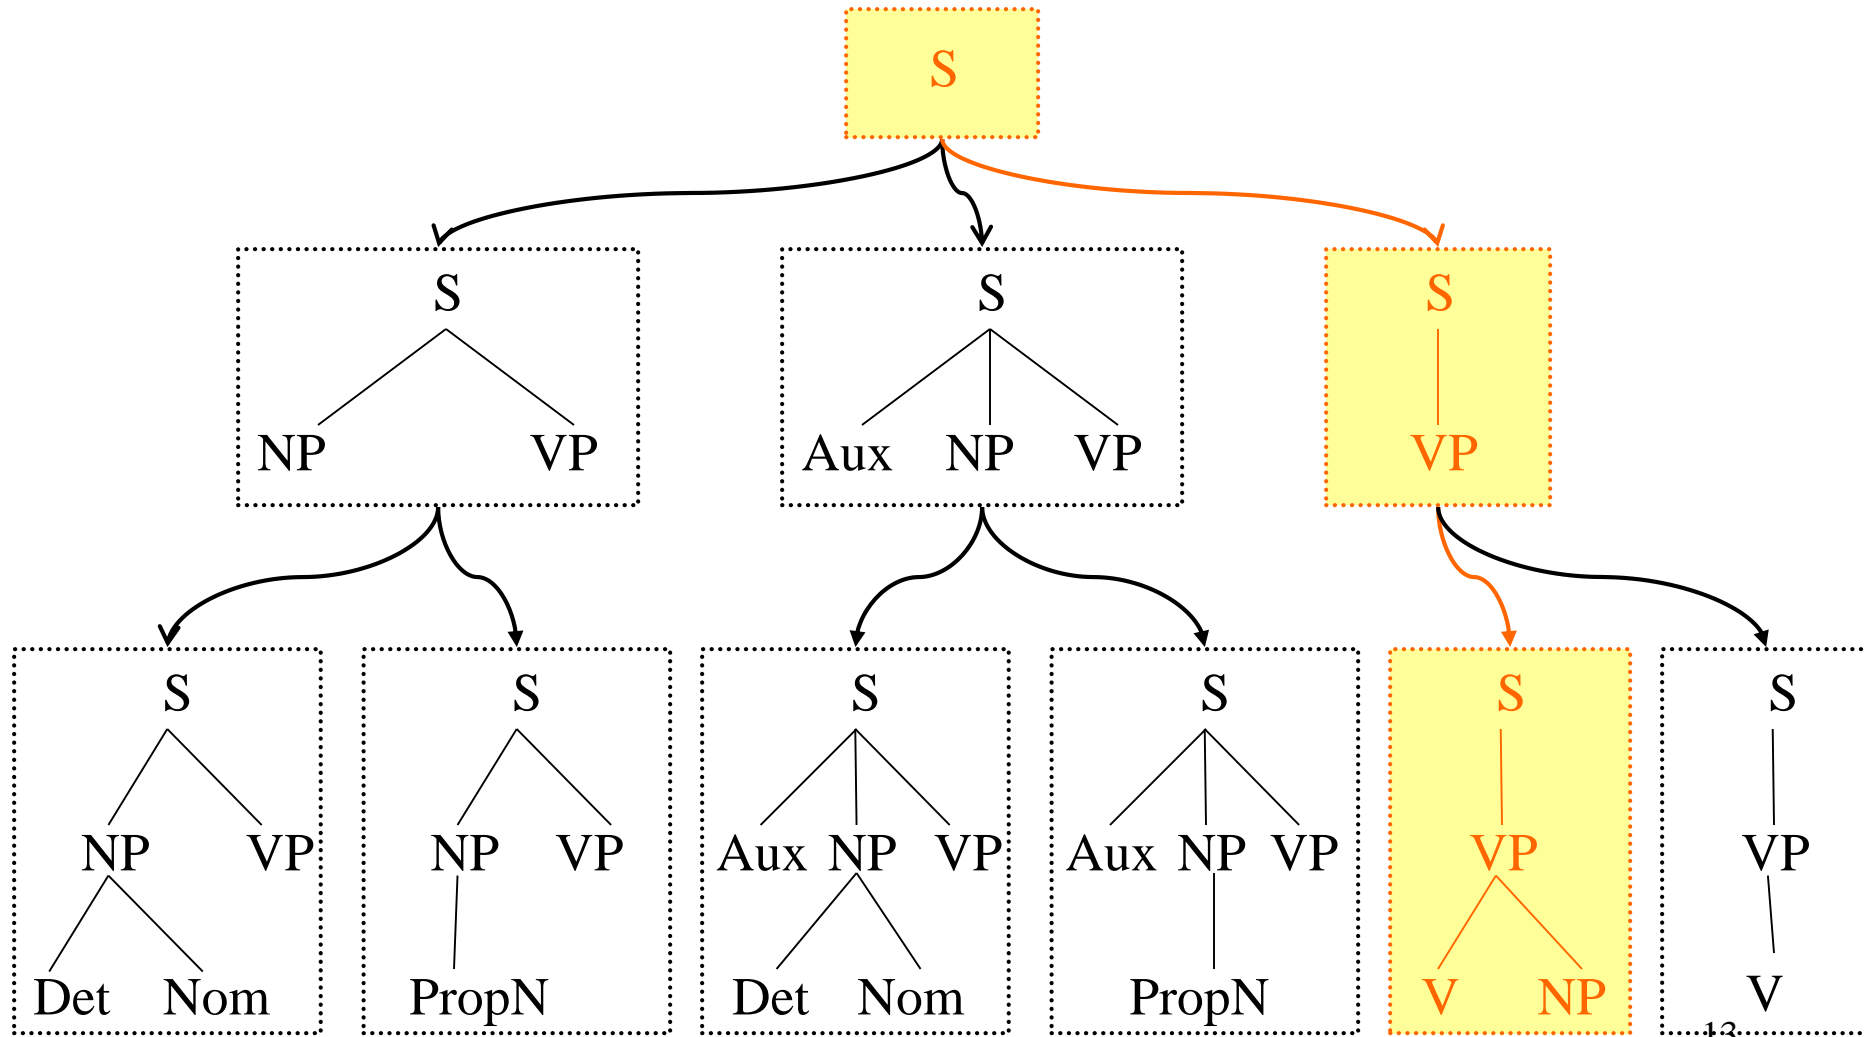 S
S S S
NP VP Aux NP VP VP
S S S S S S
NP VP NP VP Aux NP VP Aux NP VP VP VP
Det Nom PropN Det Nom PropN V NP V
13